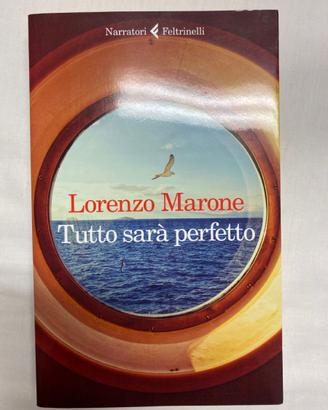 Narratori Feltrinelli
Lorenzo Marone
Tutto sarà perfetto